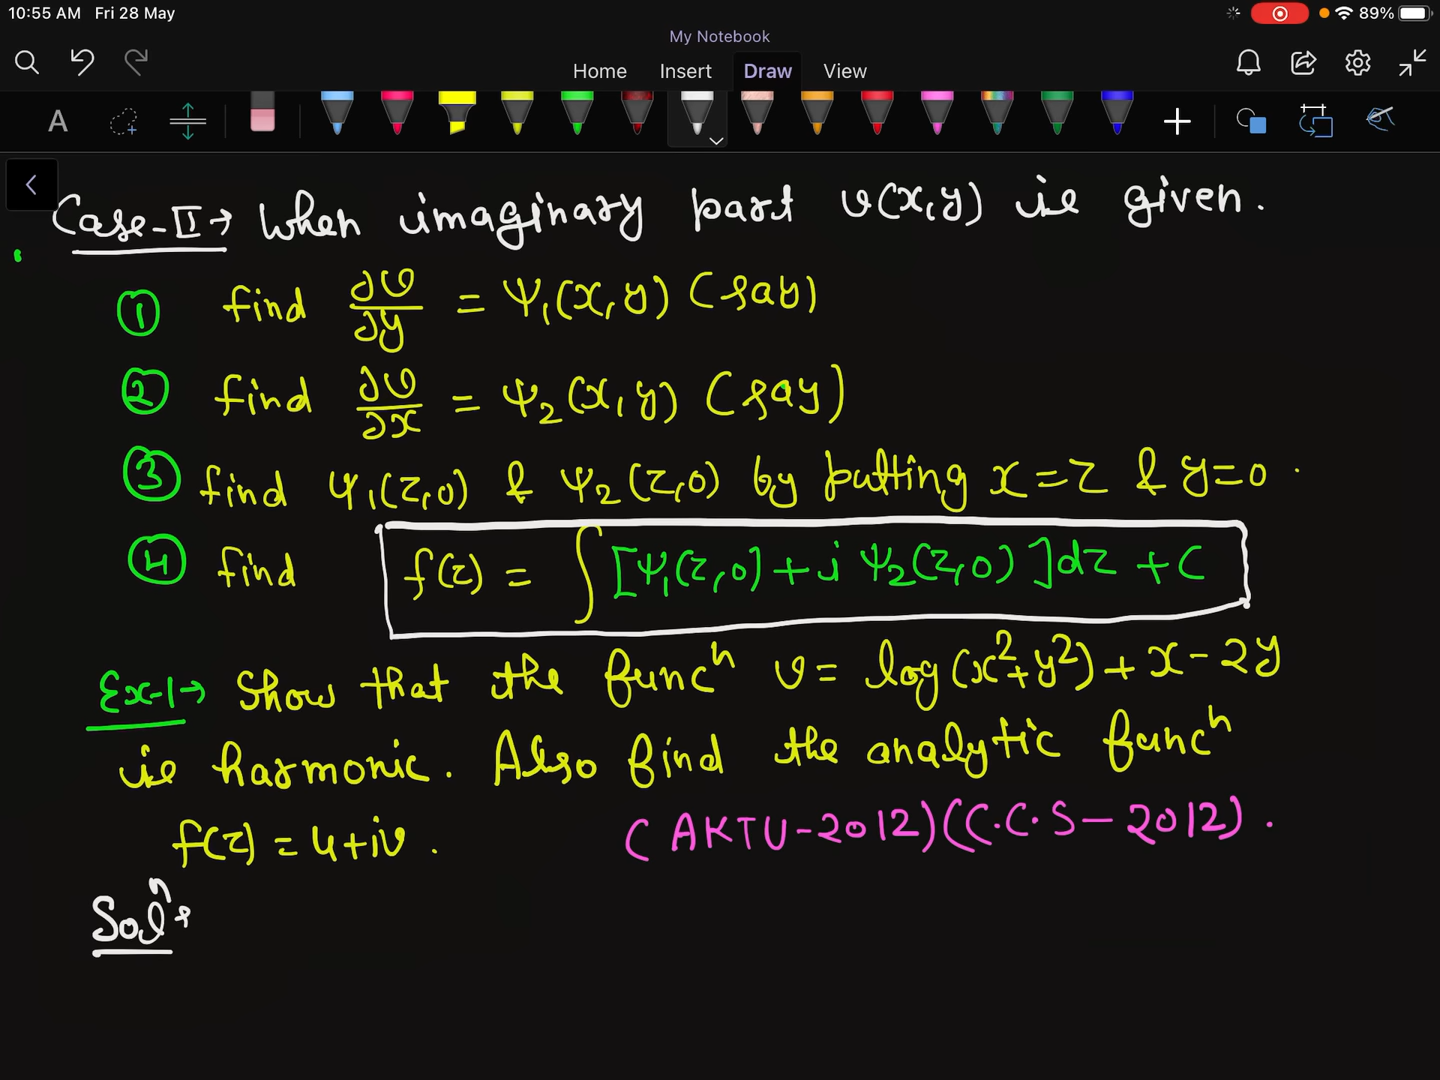 10:55 AM Fri 28 May 89%
My Notebook
Home Insert Draw View
A
Case-II → When imaginary part v(x,y) is given.
① find ∂v/∂y = Ψ₁(x,y) (say)
② find ∂v/∂x = Ψ₂(x,y) (say)
③ find Ψ₁(z,0) & Ψ₂(z,0) by putting x=z & y=0.
④ find f(z) = ∫[Ψ₁(z,0)+i Ψ₂(z,0)]dz + C
Ex-1→ Show that the funcⁿ v= log(x²+y²)+x-2y
is harmonic. Also find the analytic funcⁿ
f(z) = u+iv. (AKTU-2012)(C.C.S-2012).
Solⁿ: